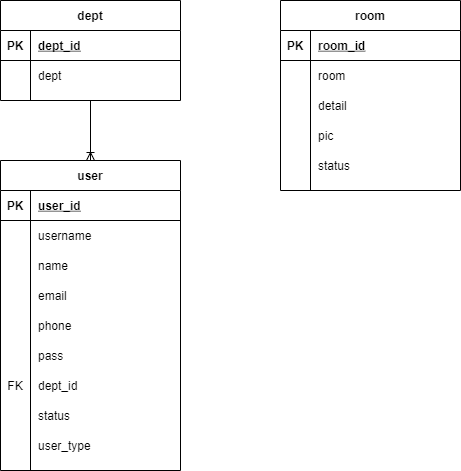 dept
PK dept_id
dept
user
PK user_id
username
name
email
phone
pass
FK dept_id
status
user_type
room
PK room_id
room
detail
pic
status